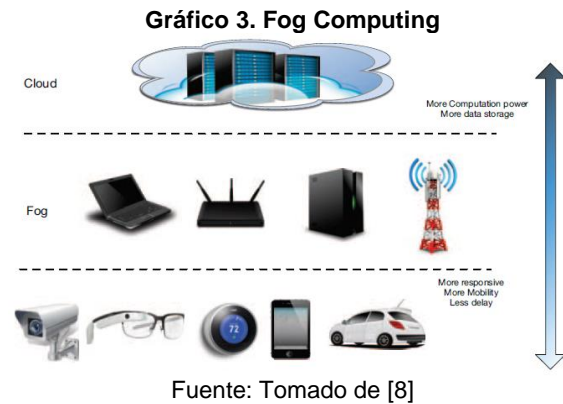 Gráfico 3. Fog Computing
Cloud
More Computation power
More data storage
Fog
More responsive
More Mobility
Less delay
72
Fuente: Tomado de [8]